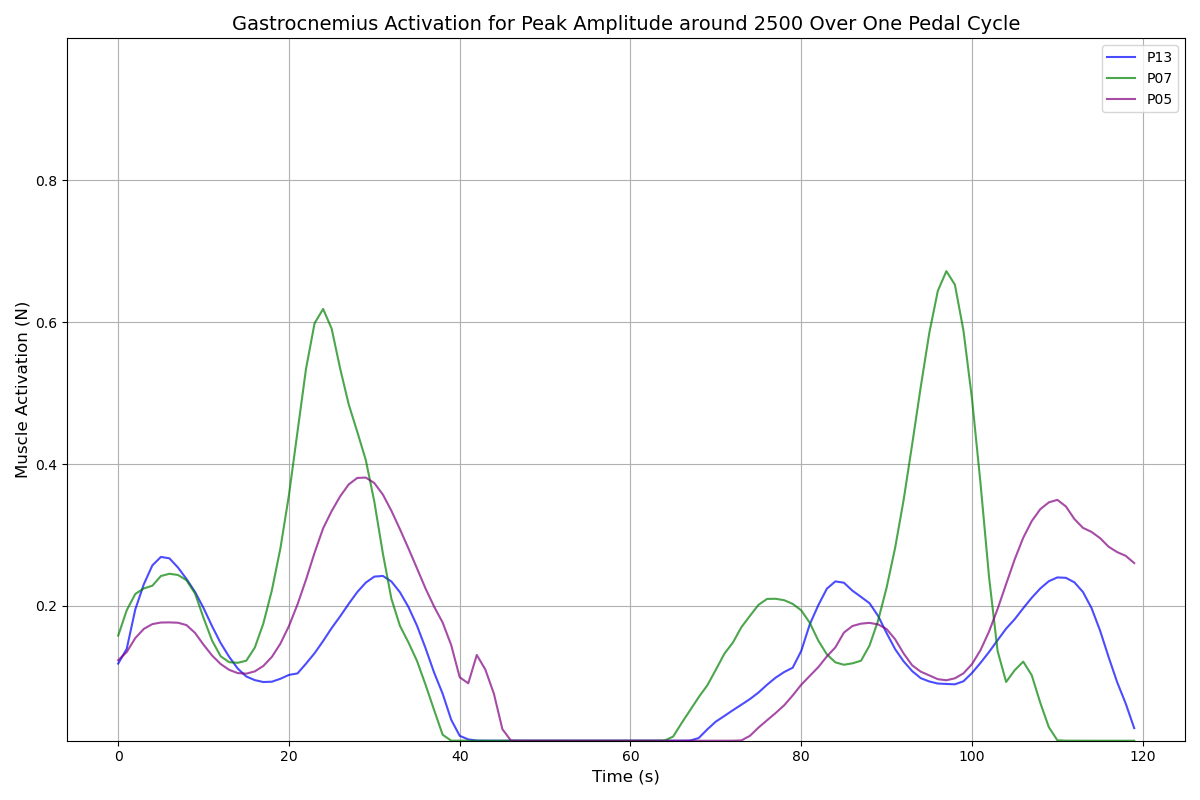 Gastrocnemius Activation for Peak Amplitude around 2500 Over One Pedal Cycle
P13
P07
P05
Muscle Activation (N)
0.8
0.6
0.4
0.2
0 20 40 60 80 100 120
Time (s)